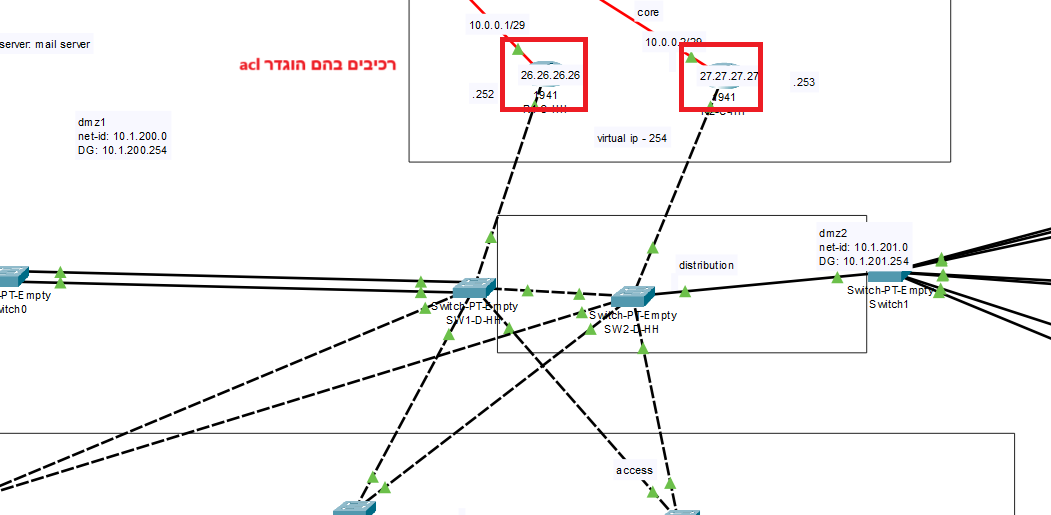 core
10.0.0.1/29
10.0.0.2/29
server: mail server
רכיבים בהם הוגדר acl
26.26.26.26
1941
.252
27.27.27.27
1941
.253
virtual ip - 254
dmz1
net-id: 10.1.200.0
DG: 10.1.200.254
distribution
dmz2
net-id: 10.1.201.0
DG: 10.1.201.254
-PT-Empty
witch0
Switch-PT-Empty
SW1-D-HH
Switch-PT-Empty
SW2-D-HH
Switch-PT-Empty
Switch1
access